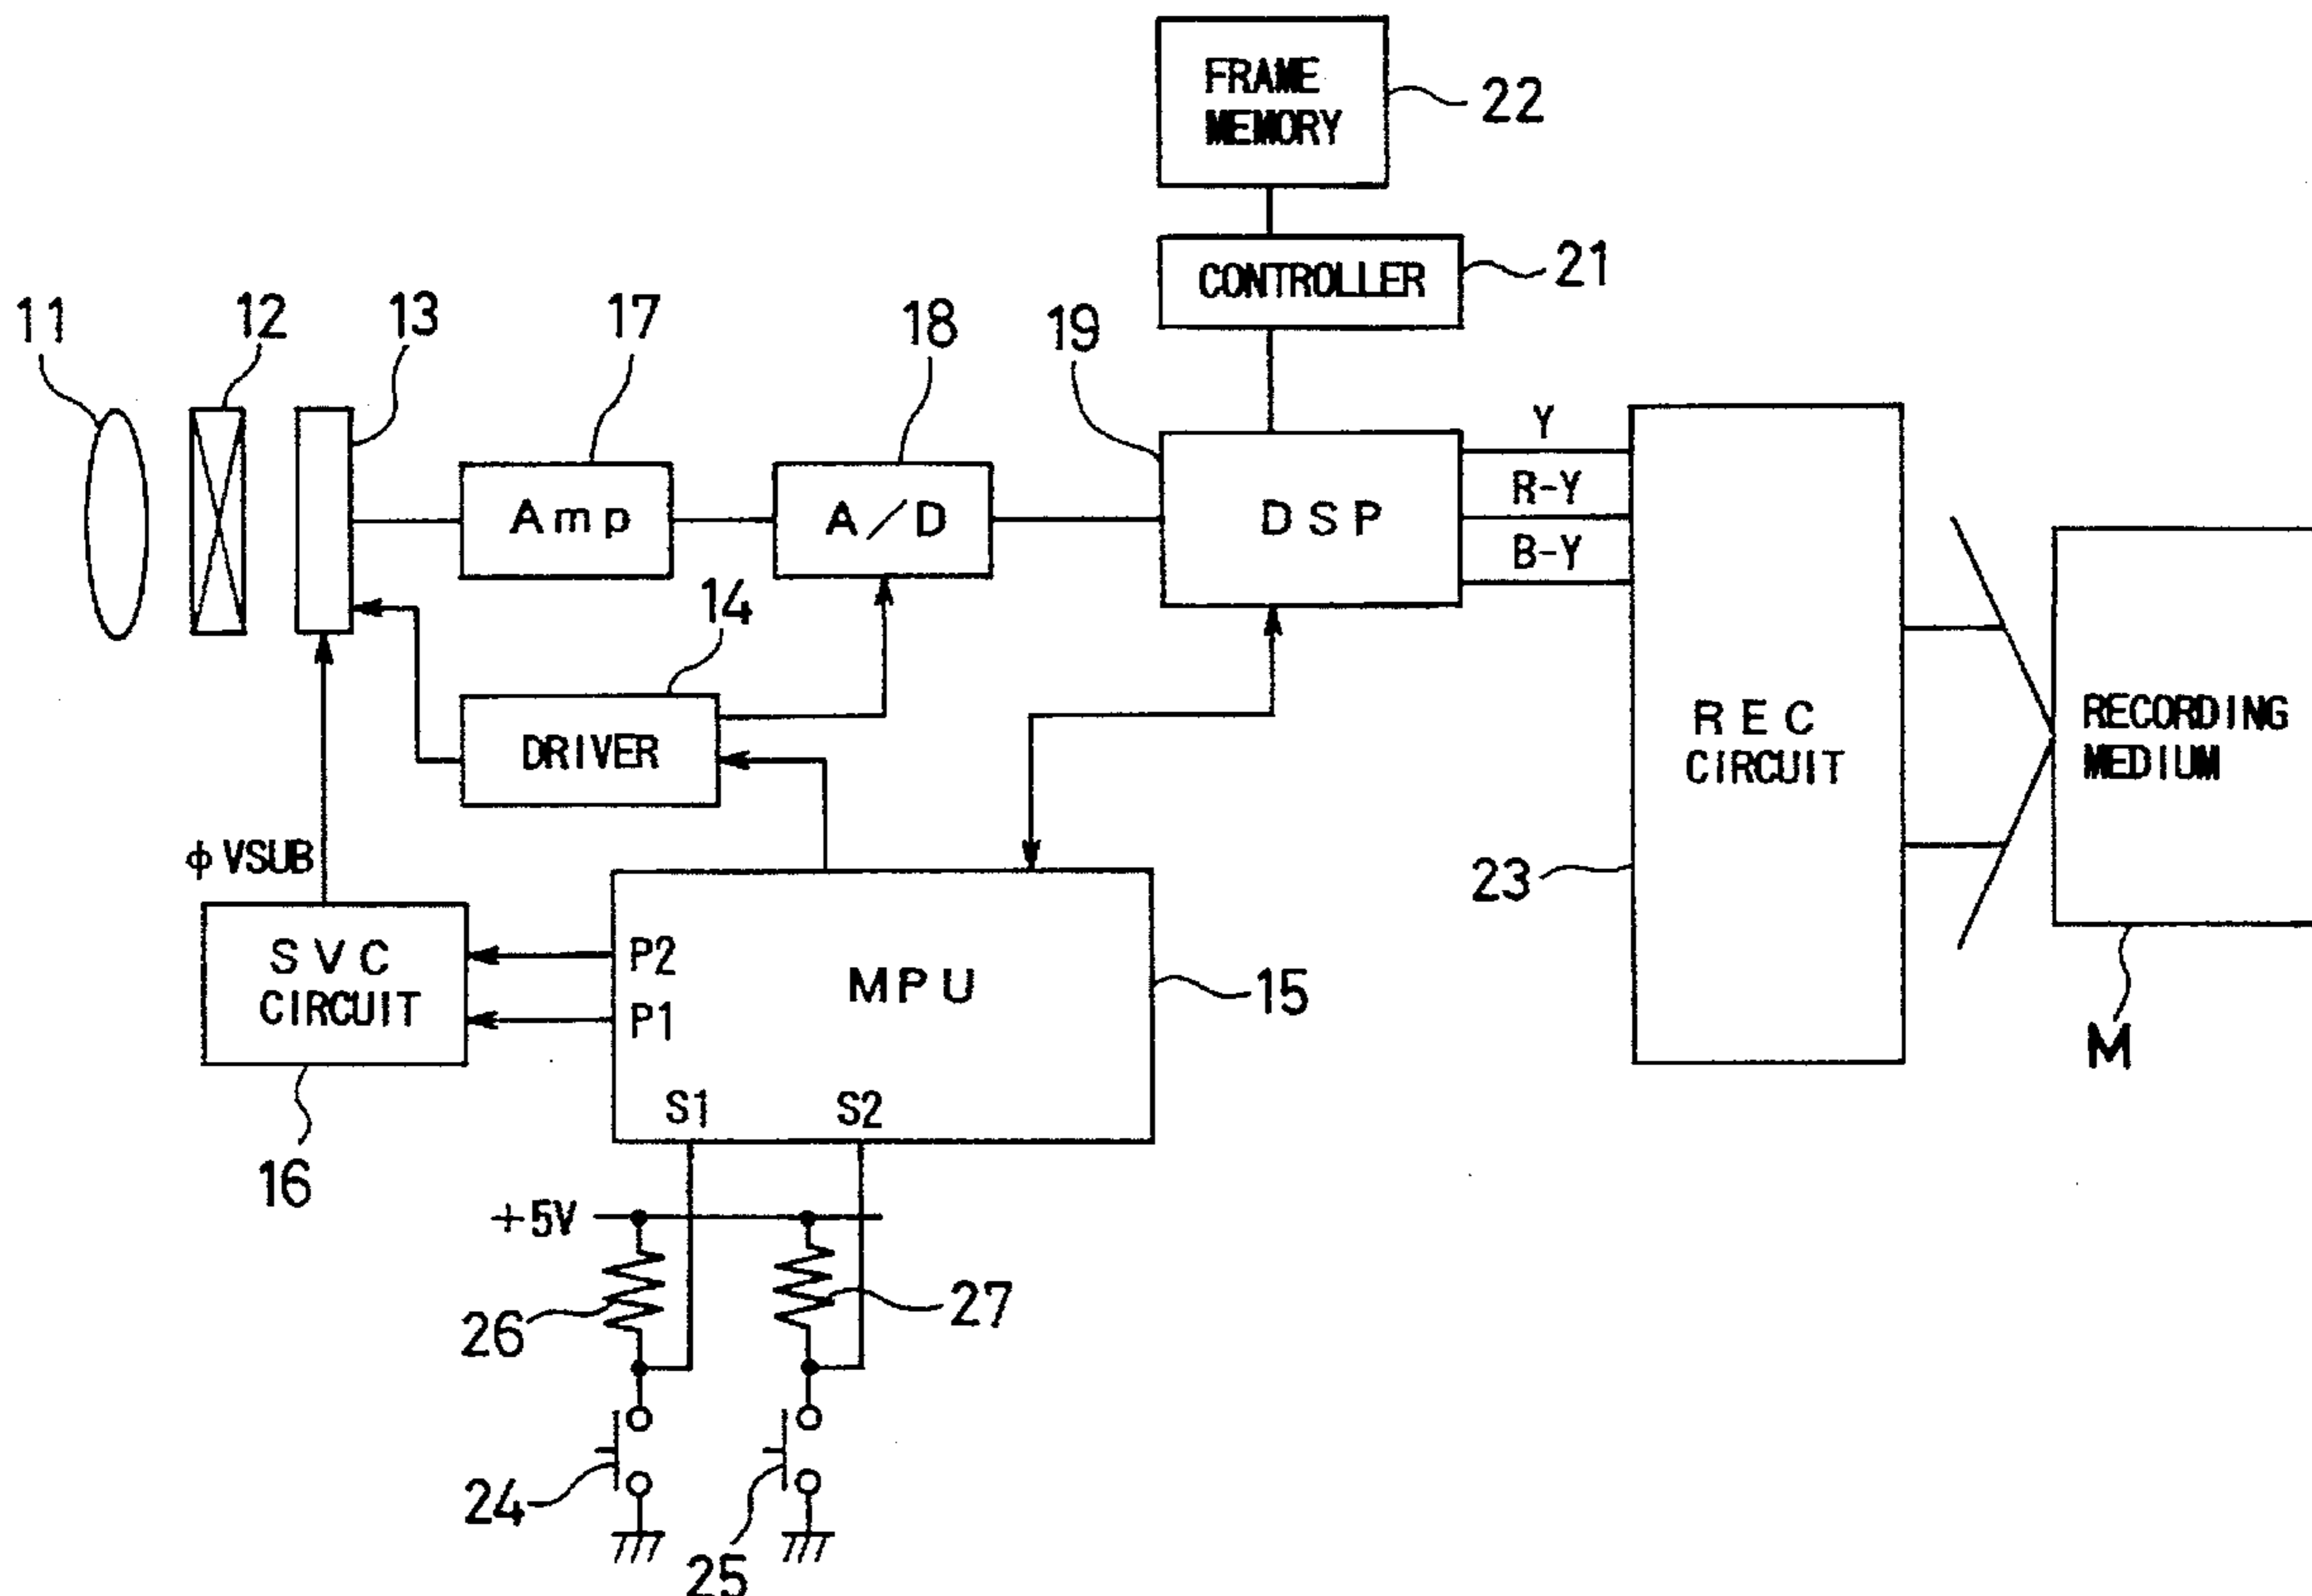 FRAME
MEMORY
22
CONTROLLER
21
11
12
13
17
18
19
Amp
A/D
DSP
Y
R-Y
B-Y
14
DRIVER
REC
CIRCUIT
23
RECORDING
MEDIUM
M
ϕVSUB
SVC
CIRCUIT
16
P2
P1
MPU
15
S1
S2
+5V
26
27
24
25